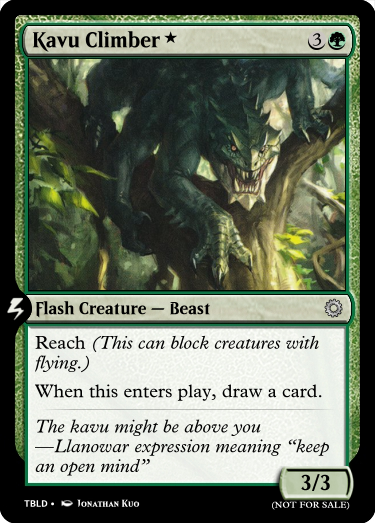 Kavu Climber ★ 3
Flash Creature — Beast
Reach (This can block creatures with
flying.)
When this enters play, draw a card.
The kavu might be above you
—Llanowar expression meaning “keep
an open mind”
3/3
TBLD • Jonathan Kuo
(NOT FOR SALE)